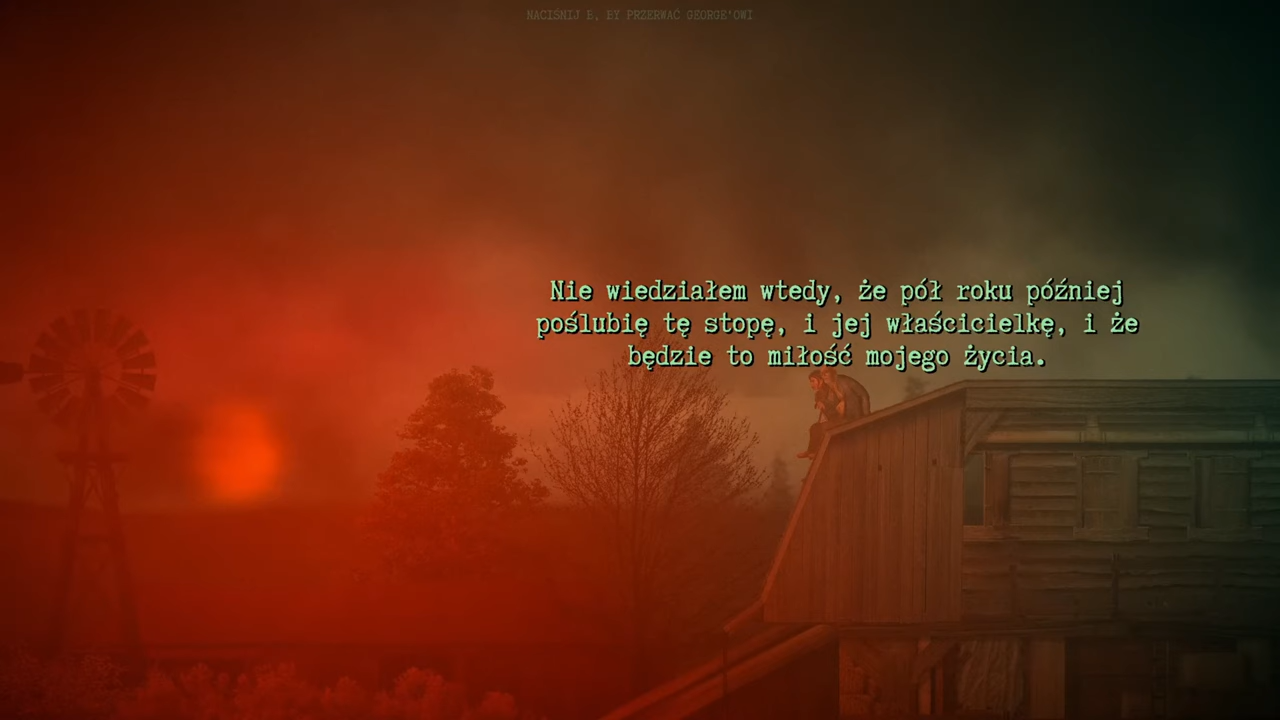 NACIŚNIJ B, BY PRZERWAĆ GEORGE'OWI
Nie wiedziałem wtedy, że pół roku później
poślubię tę stopę, i jej właścicielkę, i że
będzie to miłość mojego życia.